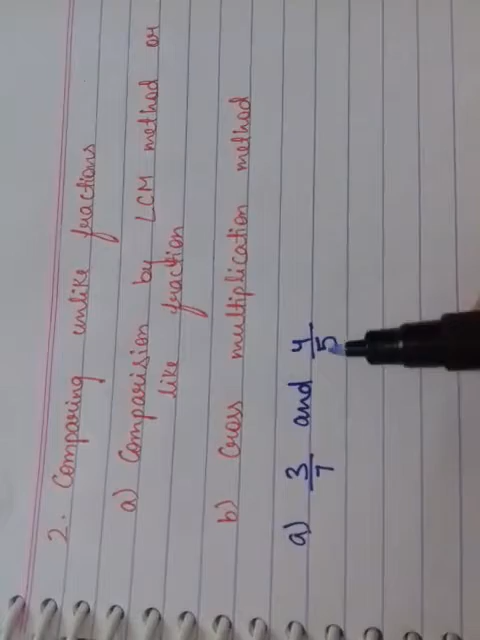 2. Comparing unlike fractions
a) Comparision by LCM method or
like fraction
b) Cross multiplication method
a) 3/7 and 4/5